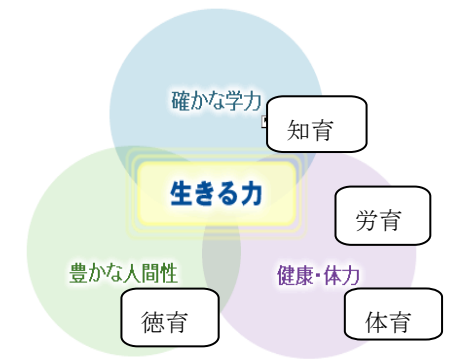 確かな学力
知育
生きる力
労育
豊かな人間性
健康・体力
徳育
体育